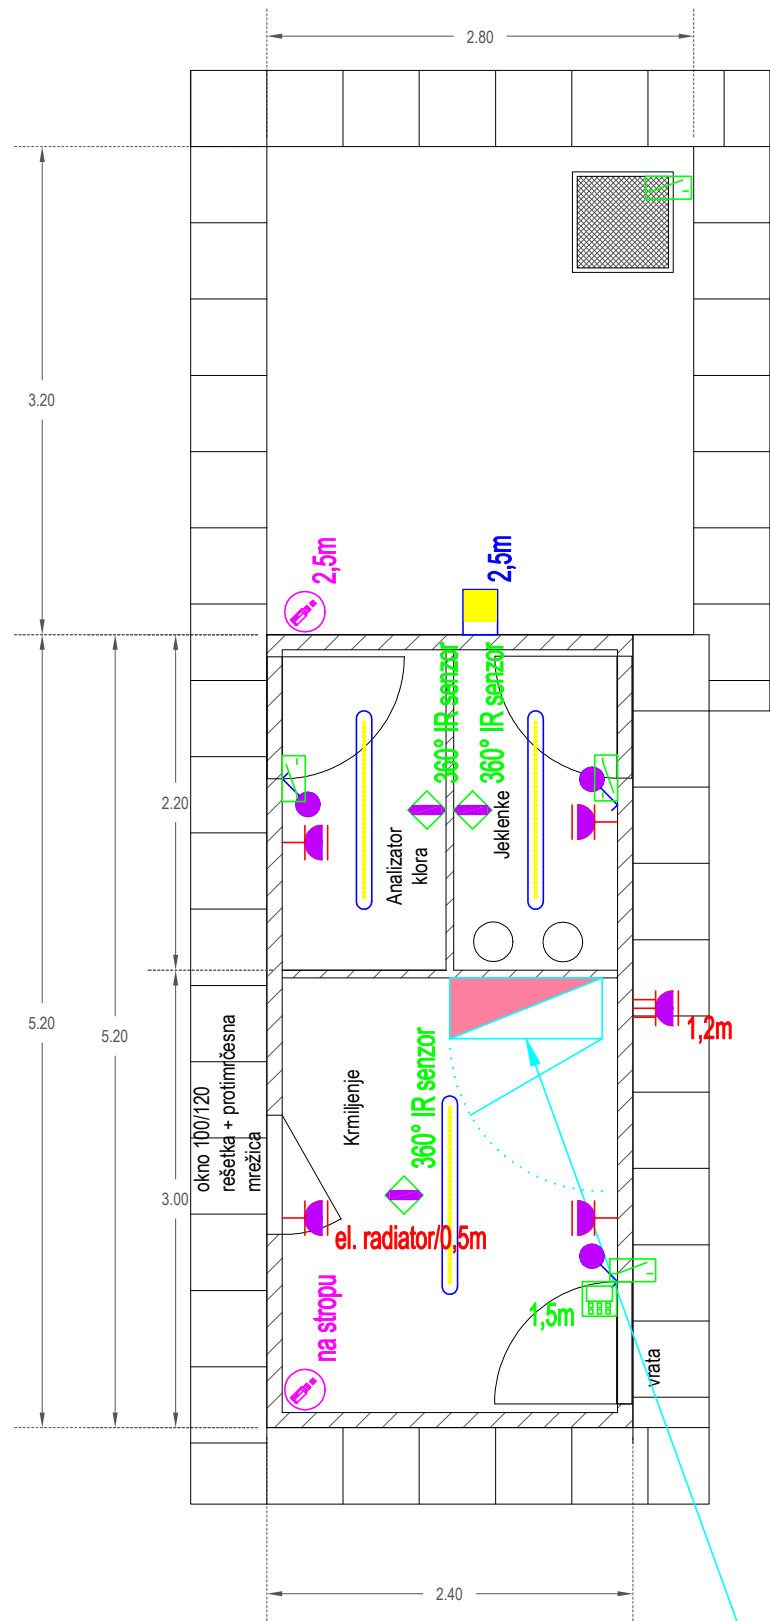 2.80
3.20
2,5m
2,5m
360° IR senzor
360° IR senzor
2.20
Analizator
klora
Jeklenke
5.20
5.20
1,2m
okno 100/120
rešetka + protimrčesna
mrežica
Krmiljenje
360° IR senzor
3.00
el. radiator/0,5m
na stropu
1,5m
vrata
2.40